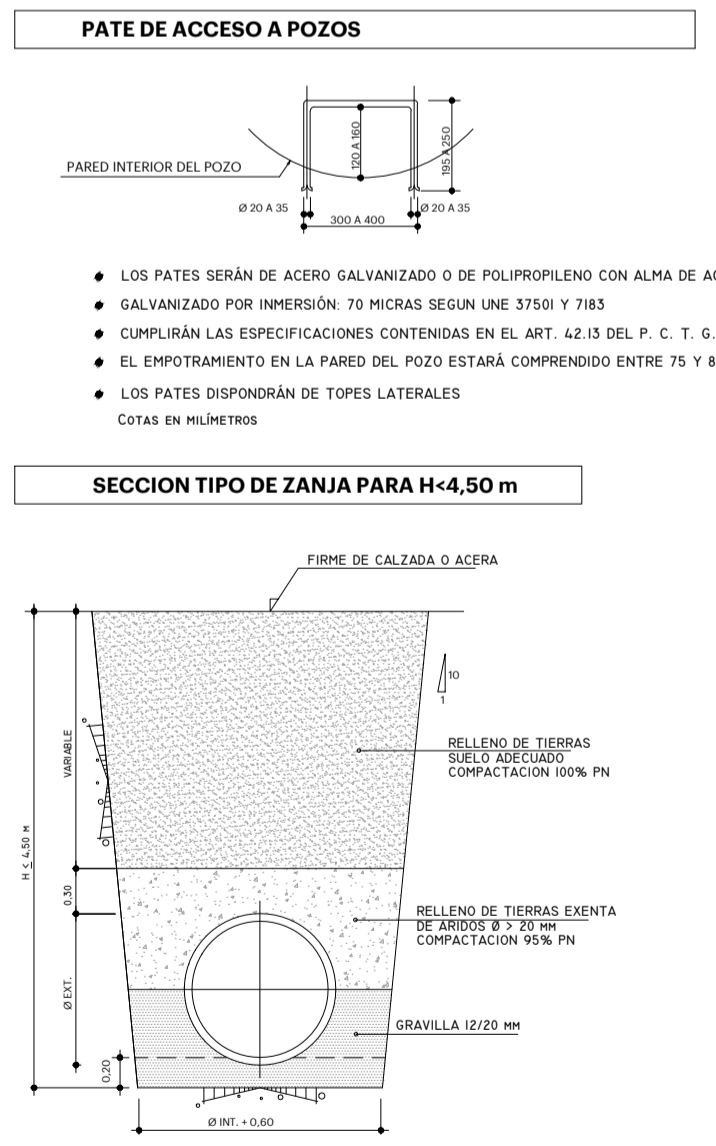 PATE DE ACCESO A POZOS
PARED INTERIOR DEL POZO
120 A 160
195 A 250
Ø 20 A 35
300 A 400
Ø 20 A 35
LOS PATES SERÁN DE ACERO GALVANIZADO O DE POLIPROPILENO CON ALMA DE
GALVANIZADO POR INMERSIÓN: 70 MICRAS SEGUN UNE 37501 Y 7183
CUMPLIRÁN LAS ESPECIFICACIONES CONTENIDAS EN EL ART. 42.13 DEL P. C. T. G.
EL EMPOTRAMIENTO EN LA PARED DEL POZO ESTARÁ COMPRENDIDO ENTRE 75 Y
LOS PATES DISPONDRÁN DE TOPES LATERALES
COTAS EN MILÍMETROS
SECCION TIPO DE ZANJA PARA H<4,50 m
FIRME DE CALZADA O ACERA
10
1
VARIABLE
RELLENO DE TIERRAS
SUELO ADECUADO
COMPACTACION 100% PN
H ≤ 4,50 M
0,30
RELLENO DE TIERRAS EXENTA
DE ARIDOS Ø > 20 MM
COMPACTACION 95% PN
Ø EXT.
GRAVILLA 12/20 MM
0,20
Ø INT. + 0,60